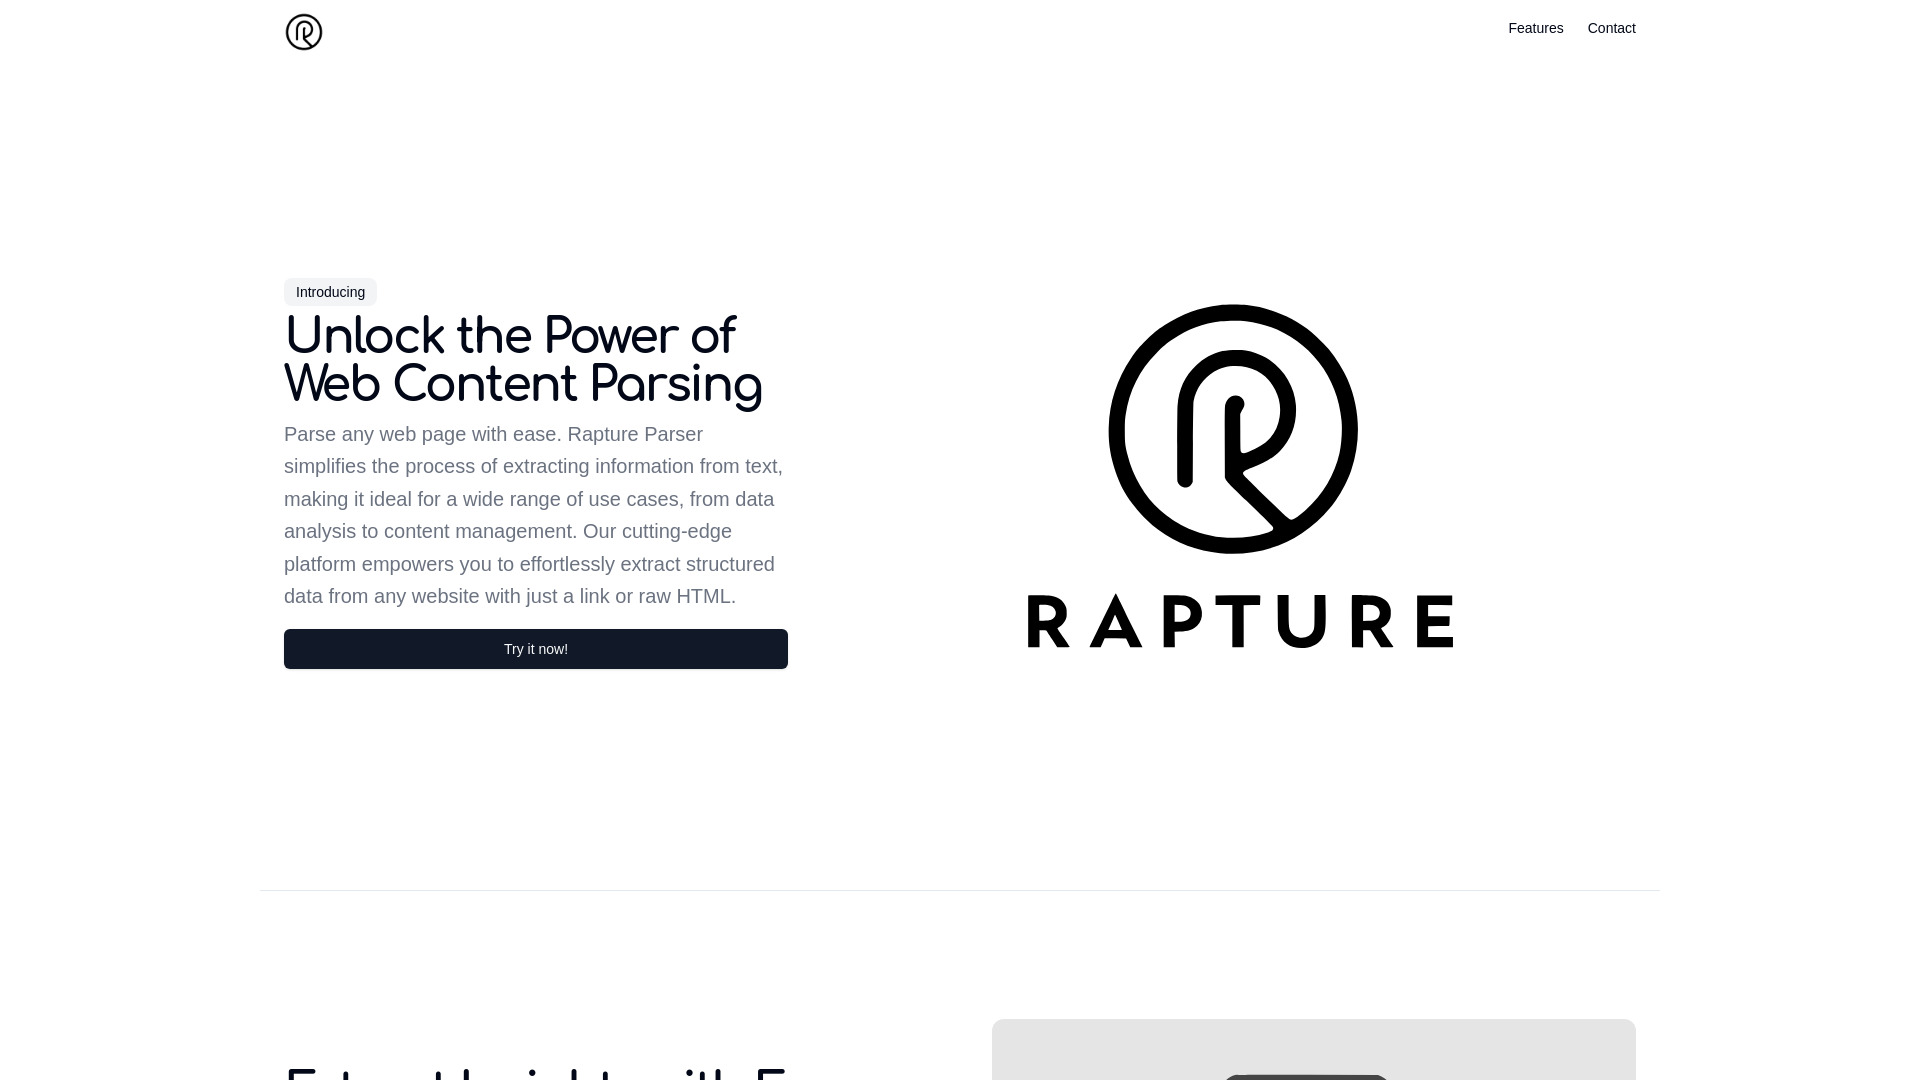 Features Contact
Introducing
Unlock the Power of
Web Content Parsing
Parse any web page with ease. Rapture Parser
simplifies the process of extracting information from text,
making it ideal for a wide range of use cases, from data
analysis to content management. Our cutting-edge
platform empowers you to effortlessly extract structured
data from any website with just a link or raw HTML.
Try it now!
RAPTURE